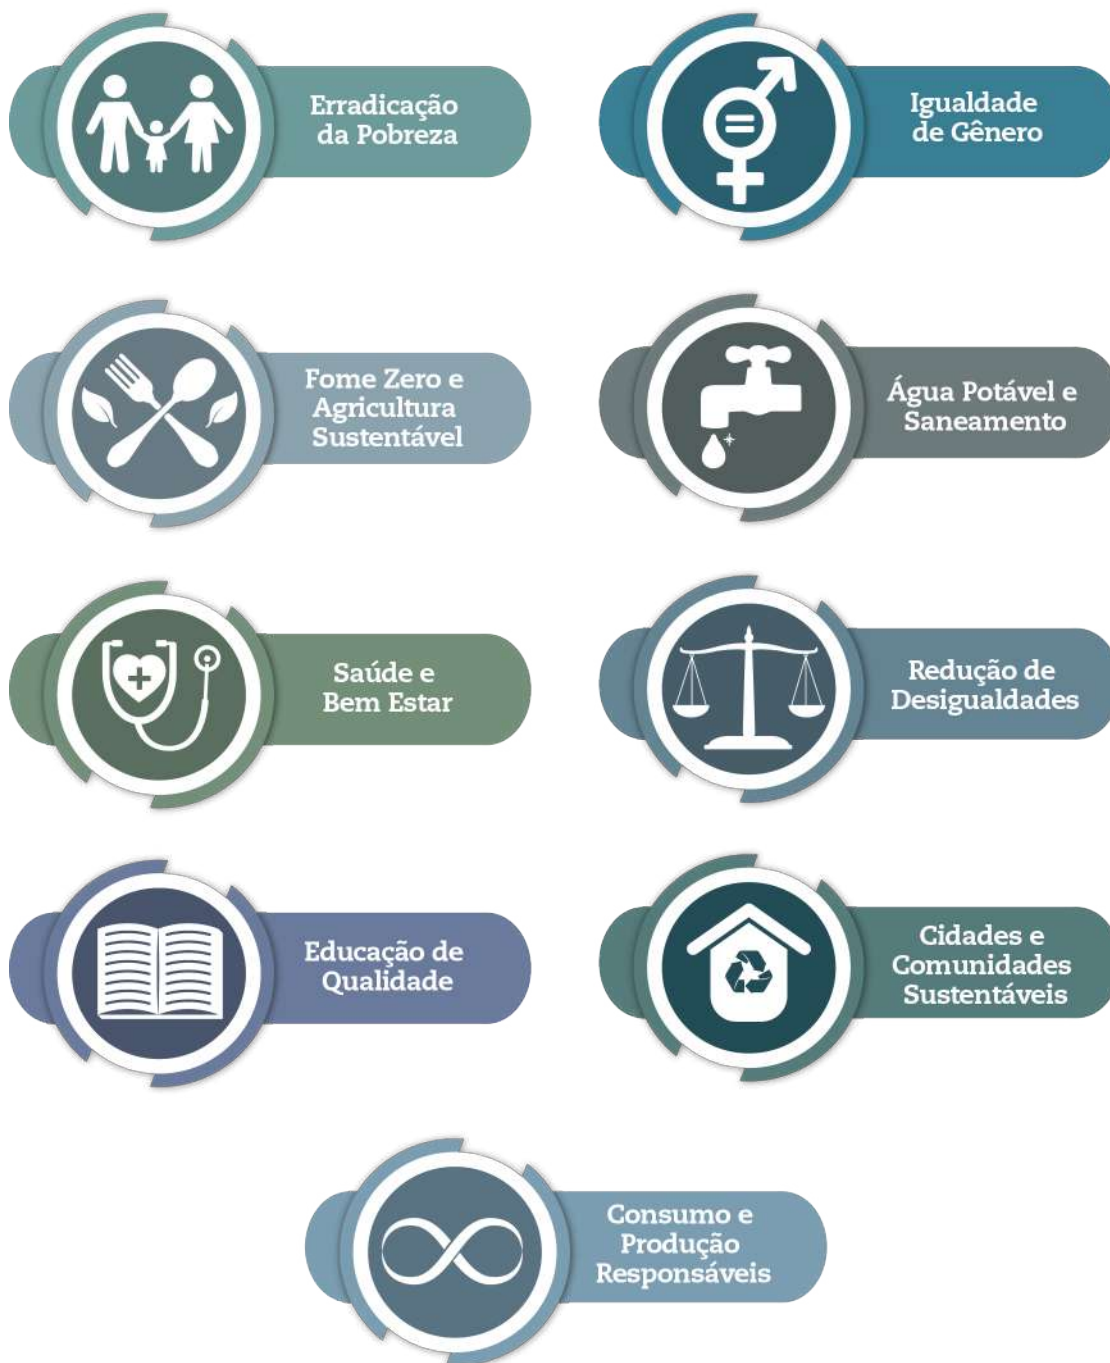 Erradicação
da Pobreza
Igualdade
de Gênero
Fome Zero e
Agricultura
Sustentável
Água Potável e
Saneamento
Saúde e
Bem Estar
Redução de
Desigualdades
Educação de
Qualidade
Cidades e
Comunidades
Sustentáveis
Consumo e
Produção
Responsáveis